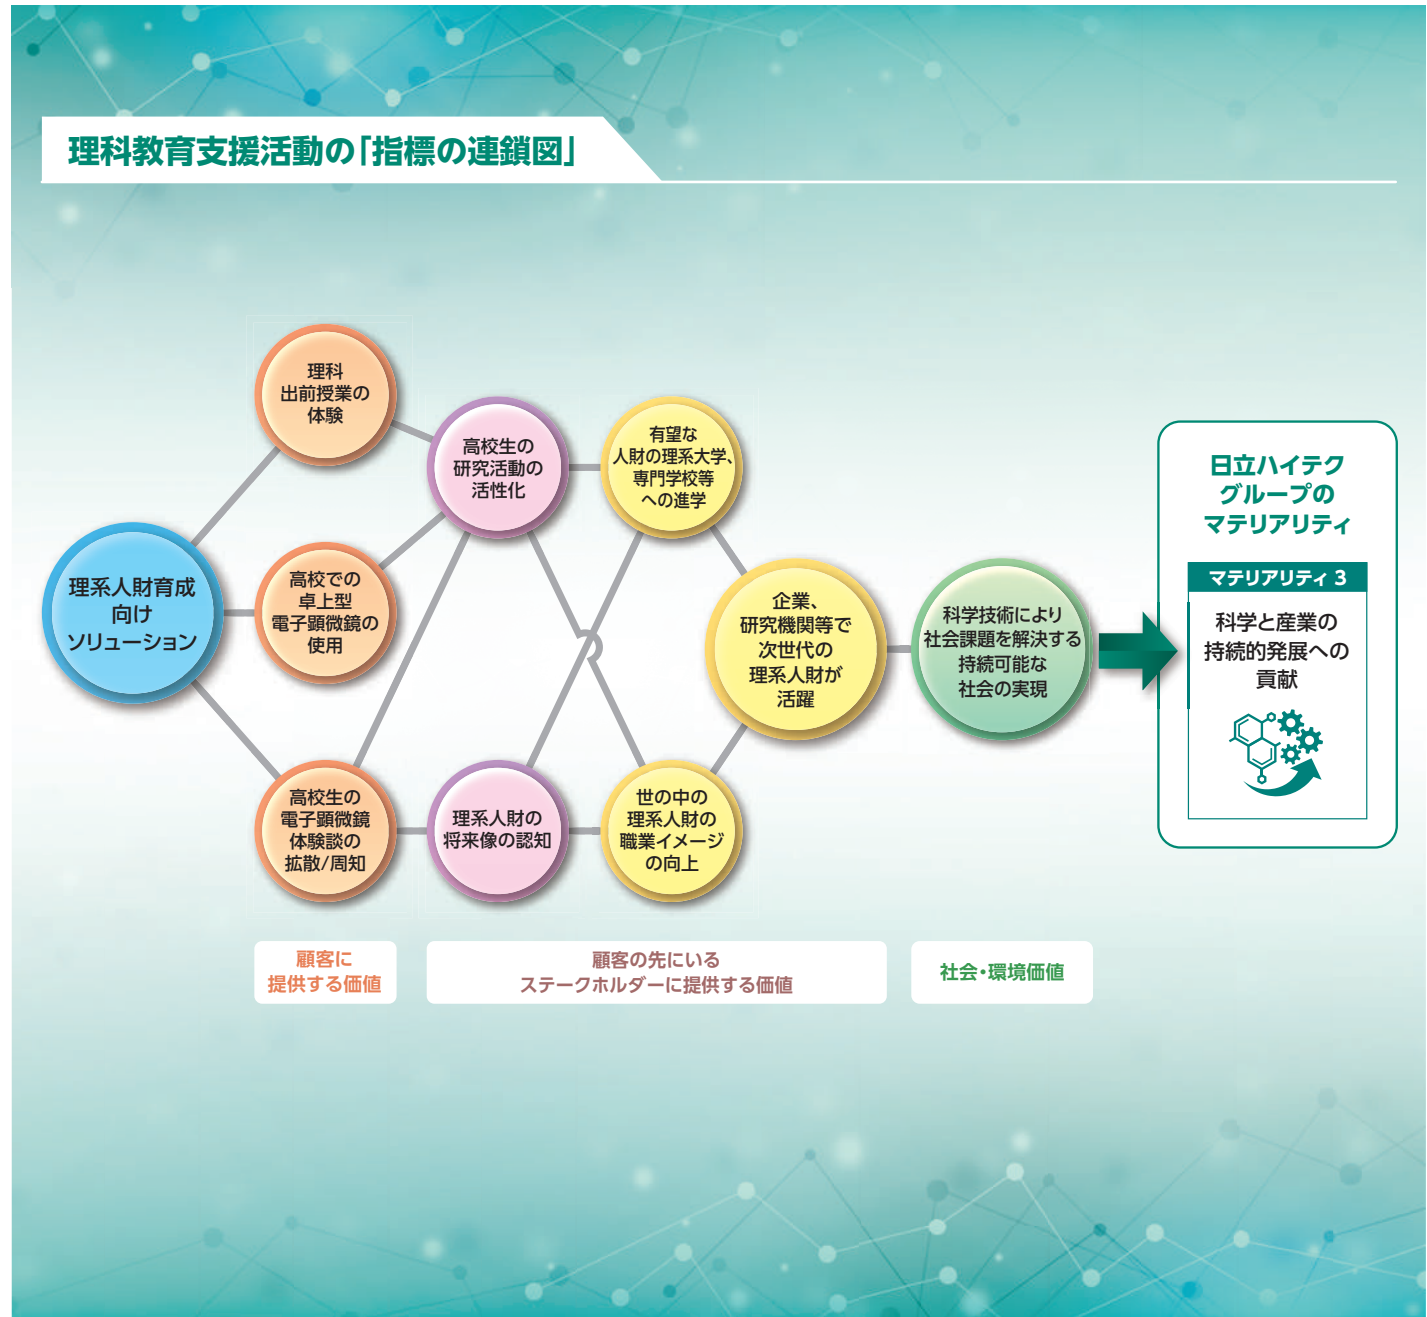 理科教育支援活動の「指標の連鎖図」
理系人財育成
向け
ソリューション
理科
出前授業の
体験
高校での
卓上型
電子顕微鏡の
使用
高校生の
電子顕微鏡
体験談の
拡散/周知
高校生の
研究活動の
活性化
理系人財の
将来像の認知
有望な
人財の理系大学、
専門学校等
への進学
世の中の
理系人財の
職業イメージ
の向上
企業、
研究機関等で
次世代の
理系人財が
活躍
科学技術により
社会課題を解決する
持続可能な
社会の実現
日立ハイテク
グループの
マテリアリティ
マテリアリティ 3
科学と産業の
持続的発展への
貢献
顧客に
提供する価値
顧客の先にいる
ステークホルダーに提供する価値
社会・環境価値